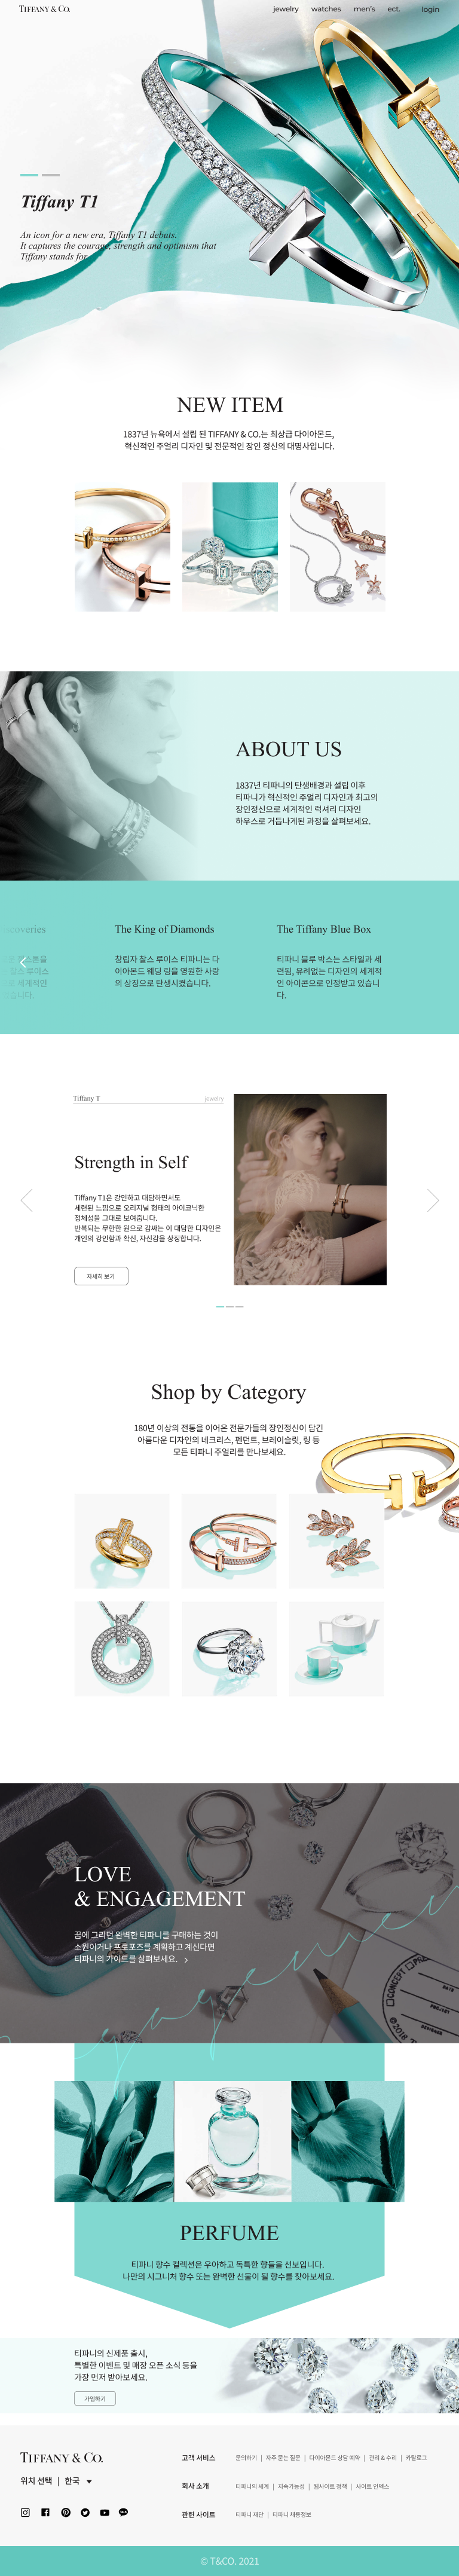 TIFFANY & CO.
jewelry watches men's ect. login
Tiffany T1
An icon for a new era, Tiffany T1 debuts.
It captures the courage, strength and optimism that
Tiffany stands for.
NEW ITEM
1837년 뉴욕에서 설립 된 TIFFANY & CO.는 최상급 다이아몬드,
혁신적인 주얼리 디자인 및 전문적인 장인 정신의 대명사입니다.
ABOUT US
1837년 티파니의 탄생배경과 설립 이후
티파니가 혁신적인 주얼리 디자인과 최고의
장인정신으로 세계적인 럭셔리 디자인
하우스로 거듭나게된 과정을 살펴보세요.
The King of Diamonds
창립자 찰스 루이스 티파니는 다
이아몬드 웨딩 링을 영원한 사랑
의 상징으로 탄생시켰습니다.
The Tiffany Blue Box
티파니 블루 박스는 스타일과 세
련됨, 유례없는 디자인의 세계적
인 아이콘으로 인정받고 있습니
다.
Tiffany T jewelry
Strength in Self
Tiffany T1은 강인하고 대담하면서도
세련된 느낌으로 오리지널 형태의 아이코닉한
정체성을 그대로 보여줍니다.
반복되는 무한한 원으로 감싸는 이 대담한 디자인은
개인의 강인함과 확신, 자신감을 상징합니다.
자세히 보기
Shop by Category
180년 이상의 전통을 이어온 전문가들의 장인정신이 담긴
아름다운 디자인의 네크리스, 펜던트, 브레이슬릿, 링 등
모든 티파니 주얼리를 만나보세요.
LOVE
& ENGAGEMENT
꿈에 그리던 완벽한 티파니를 구매하는 것이
소원이거나 프로포즈를 계획하고 계신다면
티파니의 가이트를 살펴보세요.
PERFUME
티파니 향수 컬렉션은 우아하고 독특한 향들을 선보입니다.
나만의 시그니처 향수 또는 완벽한 선물이 될 향수를 찾아보세요.
티파니의 신제품 출시,
특별한 이벤트 및 매장 오픈 소식 등을
가장 먼저 받아보세요.
가입하기
TIFFANY & CO.
위치 선택 | 한국
고객 서비스 문의하기 | 자주 묻는 질문 | 다이아몬드 상담 예약 | 관리 & 수리 | 카탈로그
회사 소개 티파니의 세계 | 지속가능성 | 웹사이트 정책 | 사이트 인덱스
관련 사이트 티파니 재단 | 티파니 채용정보
© T&CO. 2021